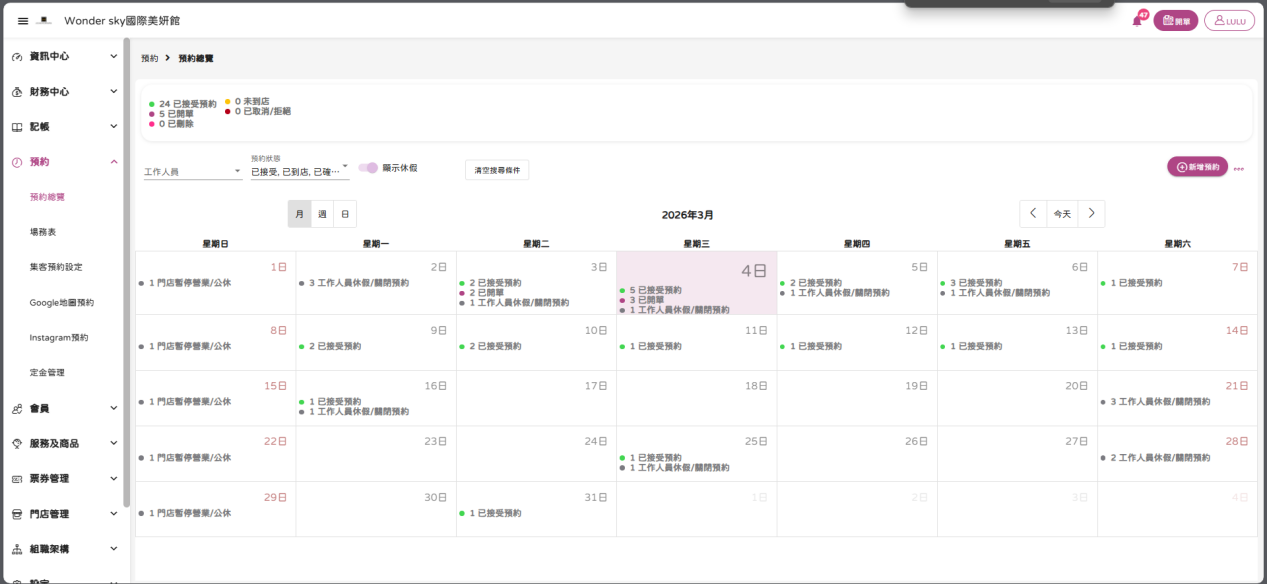 Wonder sky國際美妍館
47
開單
LULU
資訊中心
財務中心
記帳
預約
預約總覽
場務表
集客預約設定
Google地圖預約
Instagram預約
定金管理
會員
服務及商品
票券管理
門店管理
組職架構
設定
預約 > 預約總覽
24 已接受預約
0 未到店
5 已開單
0 已取消/拒絕
0 已刪除
工作人員
預約狀態
已接受, 已到店, 已確…
顯示休假
清空搜尋條件
新增預約
月 週 日
2026年3月
今天
星期日 星期一 星期二 星期三 星期四 星期五 星期六
1日
1 門店暫停營業/公休
2日
3 工作人員休假/關閉預約
3日
2 已接受預約
2 已開單
1 工作人員休假/關閉預約
4日
5 已接受預約
3 已開單
1 工作人員休假/關閉預約
5日
2 已接受預約
1 工作人員休假/關閉預約
6日
3 已接受預約
1 工作人員休假/關閉預約
7日
1 已接受預約
8日
1 門店暫停營業/公休
9日
2 已接受預約
10日
2 已接受預約
11日
1 已接受預約
12日
1 已接受預約
13日
1 已接受預約
14日
1 已接受預約
15日
1 門店暫停營業/公休
16日
1 已接受預約
1 工作人員休假/關閉預約
17日
18日
19日
20日
21日
3 工作人員休假/關閉預約
22日
1 門店暫停營業/公休
23日
24日
25日
1 已接受預約
1 工作人員休假/關閉預約
26日
27日
28日
2 工作人員休假/關閉預約
29日
1 門店暫停營業/公休
30日
31日
1 已接受預約
1日
2日
3日
4日